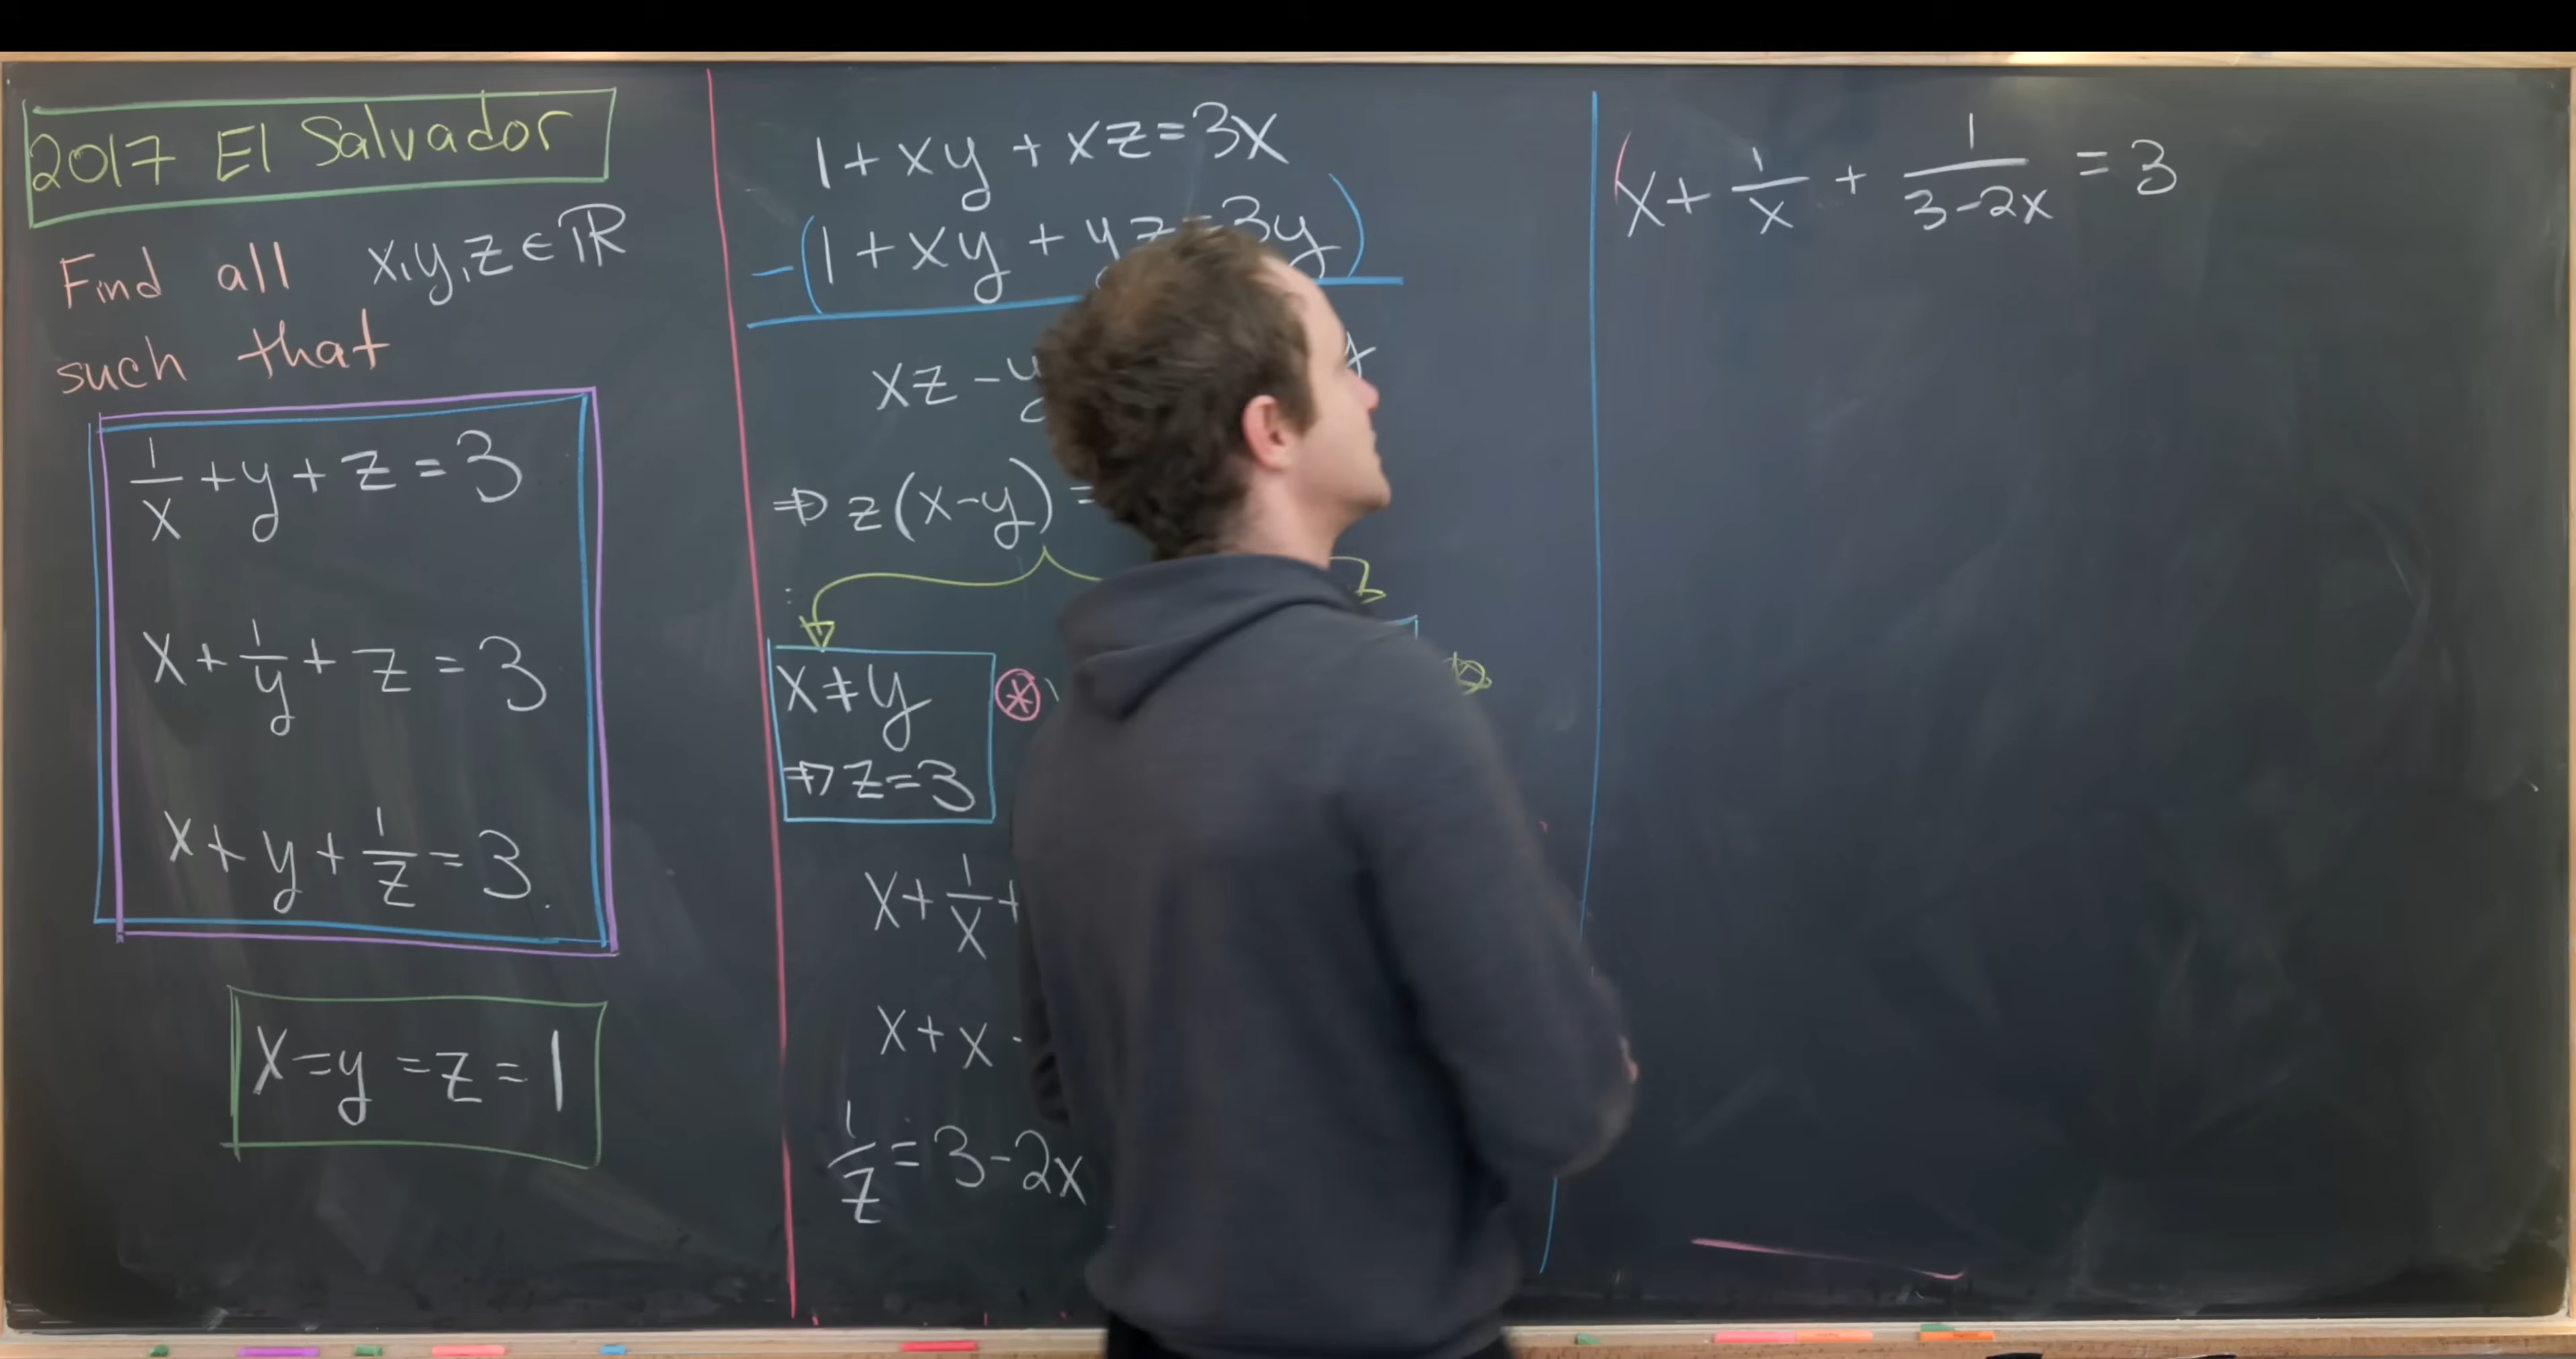 2017 El Salvador
Find all x,y,z ∈ ℝ
such that
1/x + y + z = 3
x + 1/y + z = 3
x + y + 1/z = 3.
x = y = z = 1
1 + xy + xz = 3x
-(1 + xy + yz = 3y)
xz - y
⇒ z(x-y) =
x ≠ y
⇒ z = 3
x + 1/x +
x + x
1/z = 3 - 2x
x + 1/x + 1/(3-2x) = 3